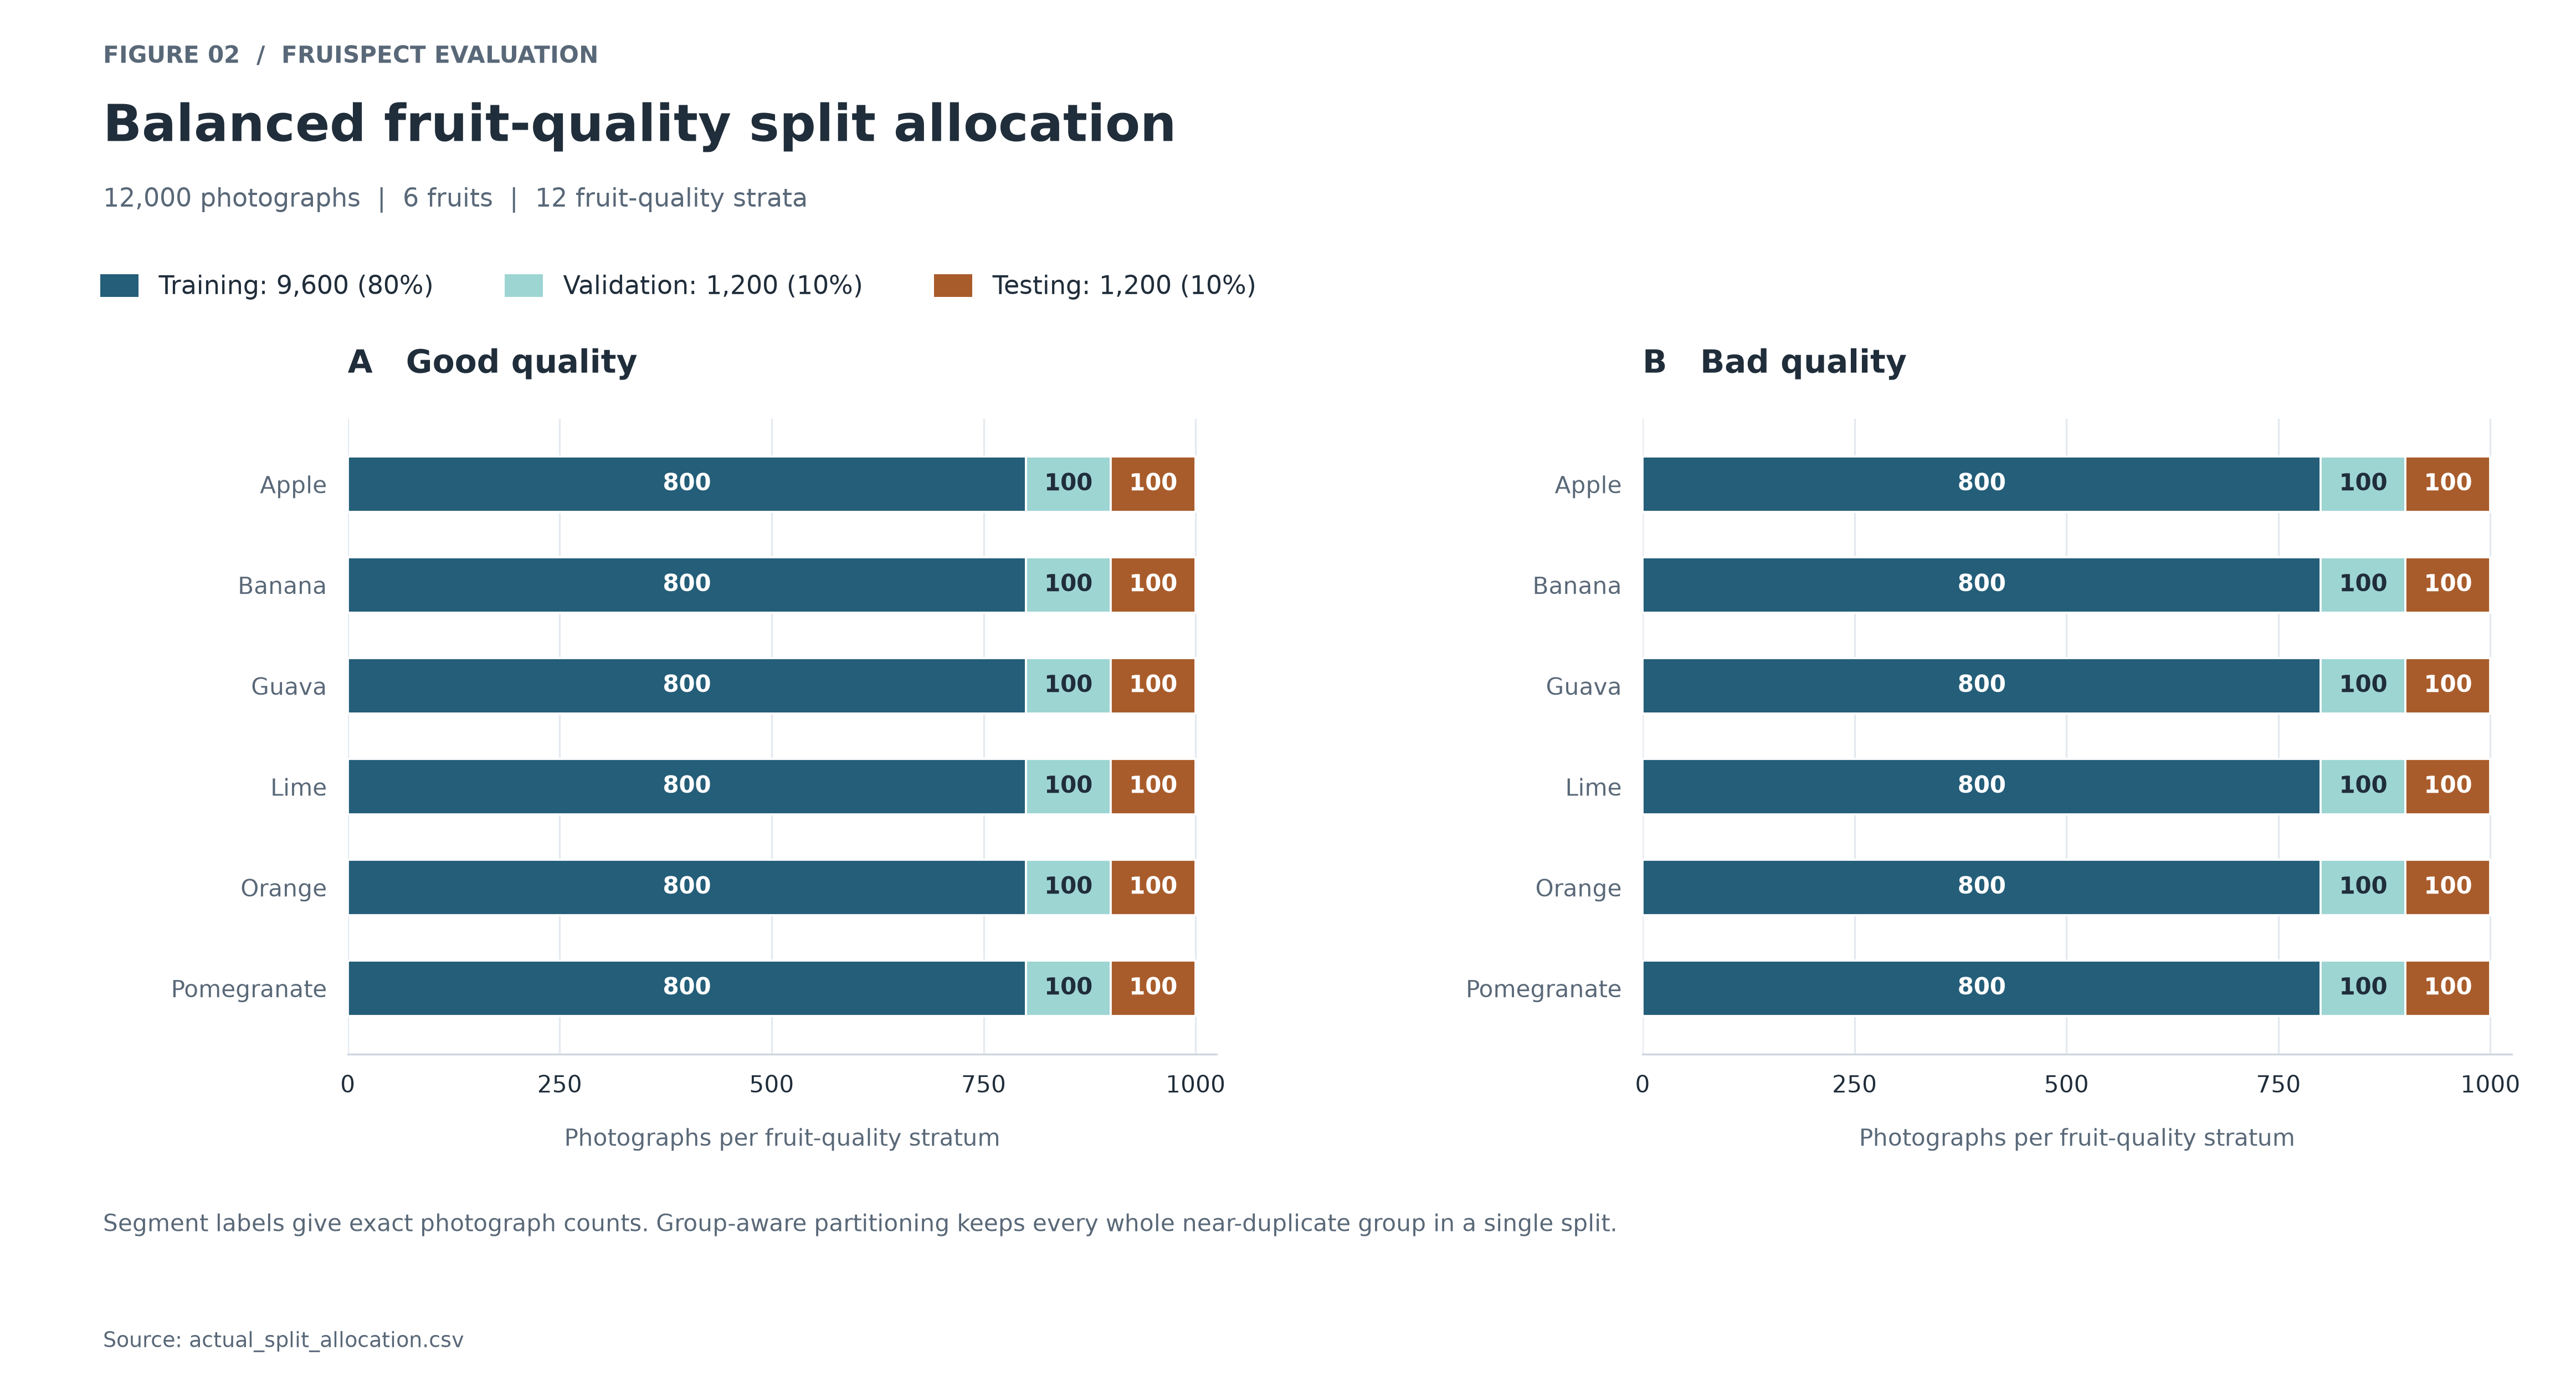 FIGURE 02 / FRUISPECT EVALUATION
Balanced fruit-quality split allocation
12,000 photographs | 6 fruits | 12 fruit-quality strata
Training: 9,600 (80%) Validation: 1,200 (10%) Testing: 1,200 (10%)
A Good quality
Apple 800 100 100
Banana 800 100 100
Guava 800 100 100
Lime 800 100 100
Orange 800 100 100
Pomegranate 800 100 100
0 250 500 750 1000
Photographs per fruit-quality stratum
B Bad quality
Apple 800 100 100
Banana 800 100 100
Guava 800 100 100
Lime 800 100 100
Orange 800 100 100
Pomegranate 800 100 100
0 250 500 750 1000
Photographs per fruit-quality stratum
Segment labels give exact photograph counts. Group-aware partitioning keeps every whole near-duplicate group in a single split.
Source: actual_split_allocation.csv